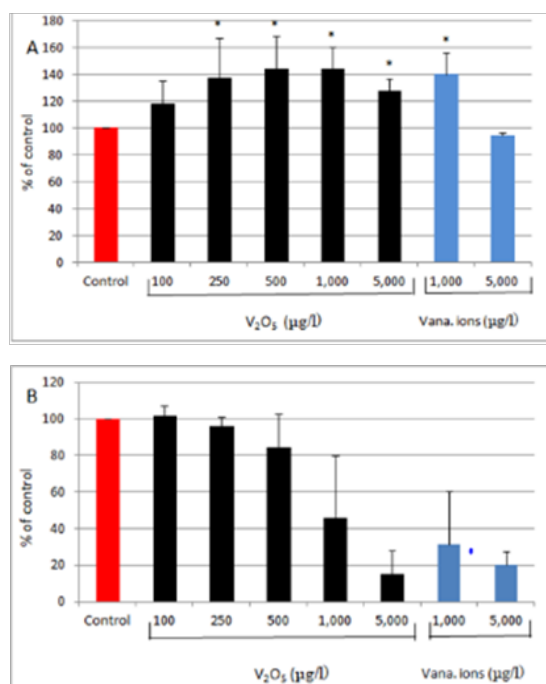 A
180
160
140
120
100
80
60
40
20
0
% of control
* * * * *
Control 100 250 500 1,000 5,000 1,000 5,000
V₂O₅ (µg/l) Vana. ions (µg/l)
B
120
100
80
60
40
20
0
% of control
Control 100 250 500 1,000 5,000 1,000 5,000
V₂O₅ (µg/l) Vana. ions (µg/l)